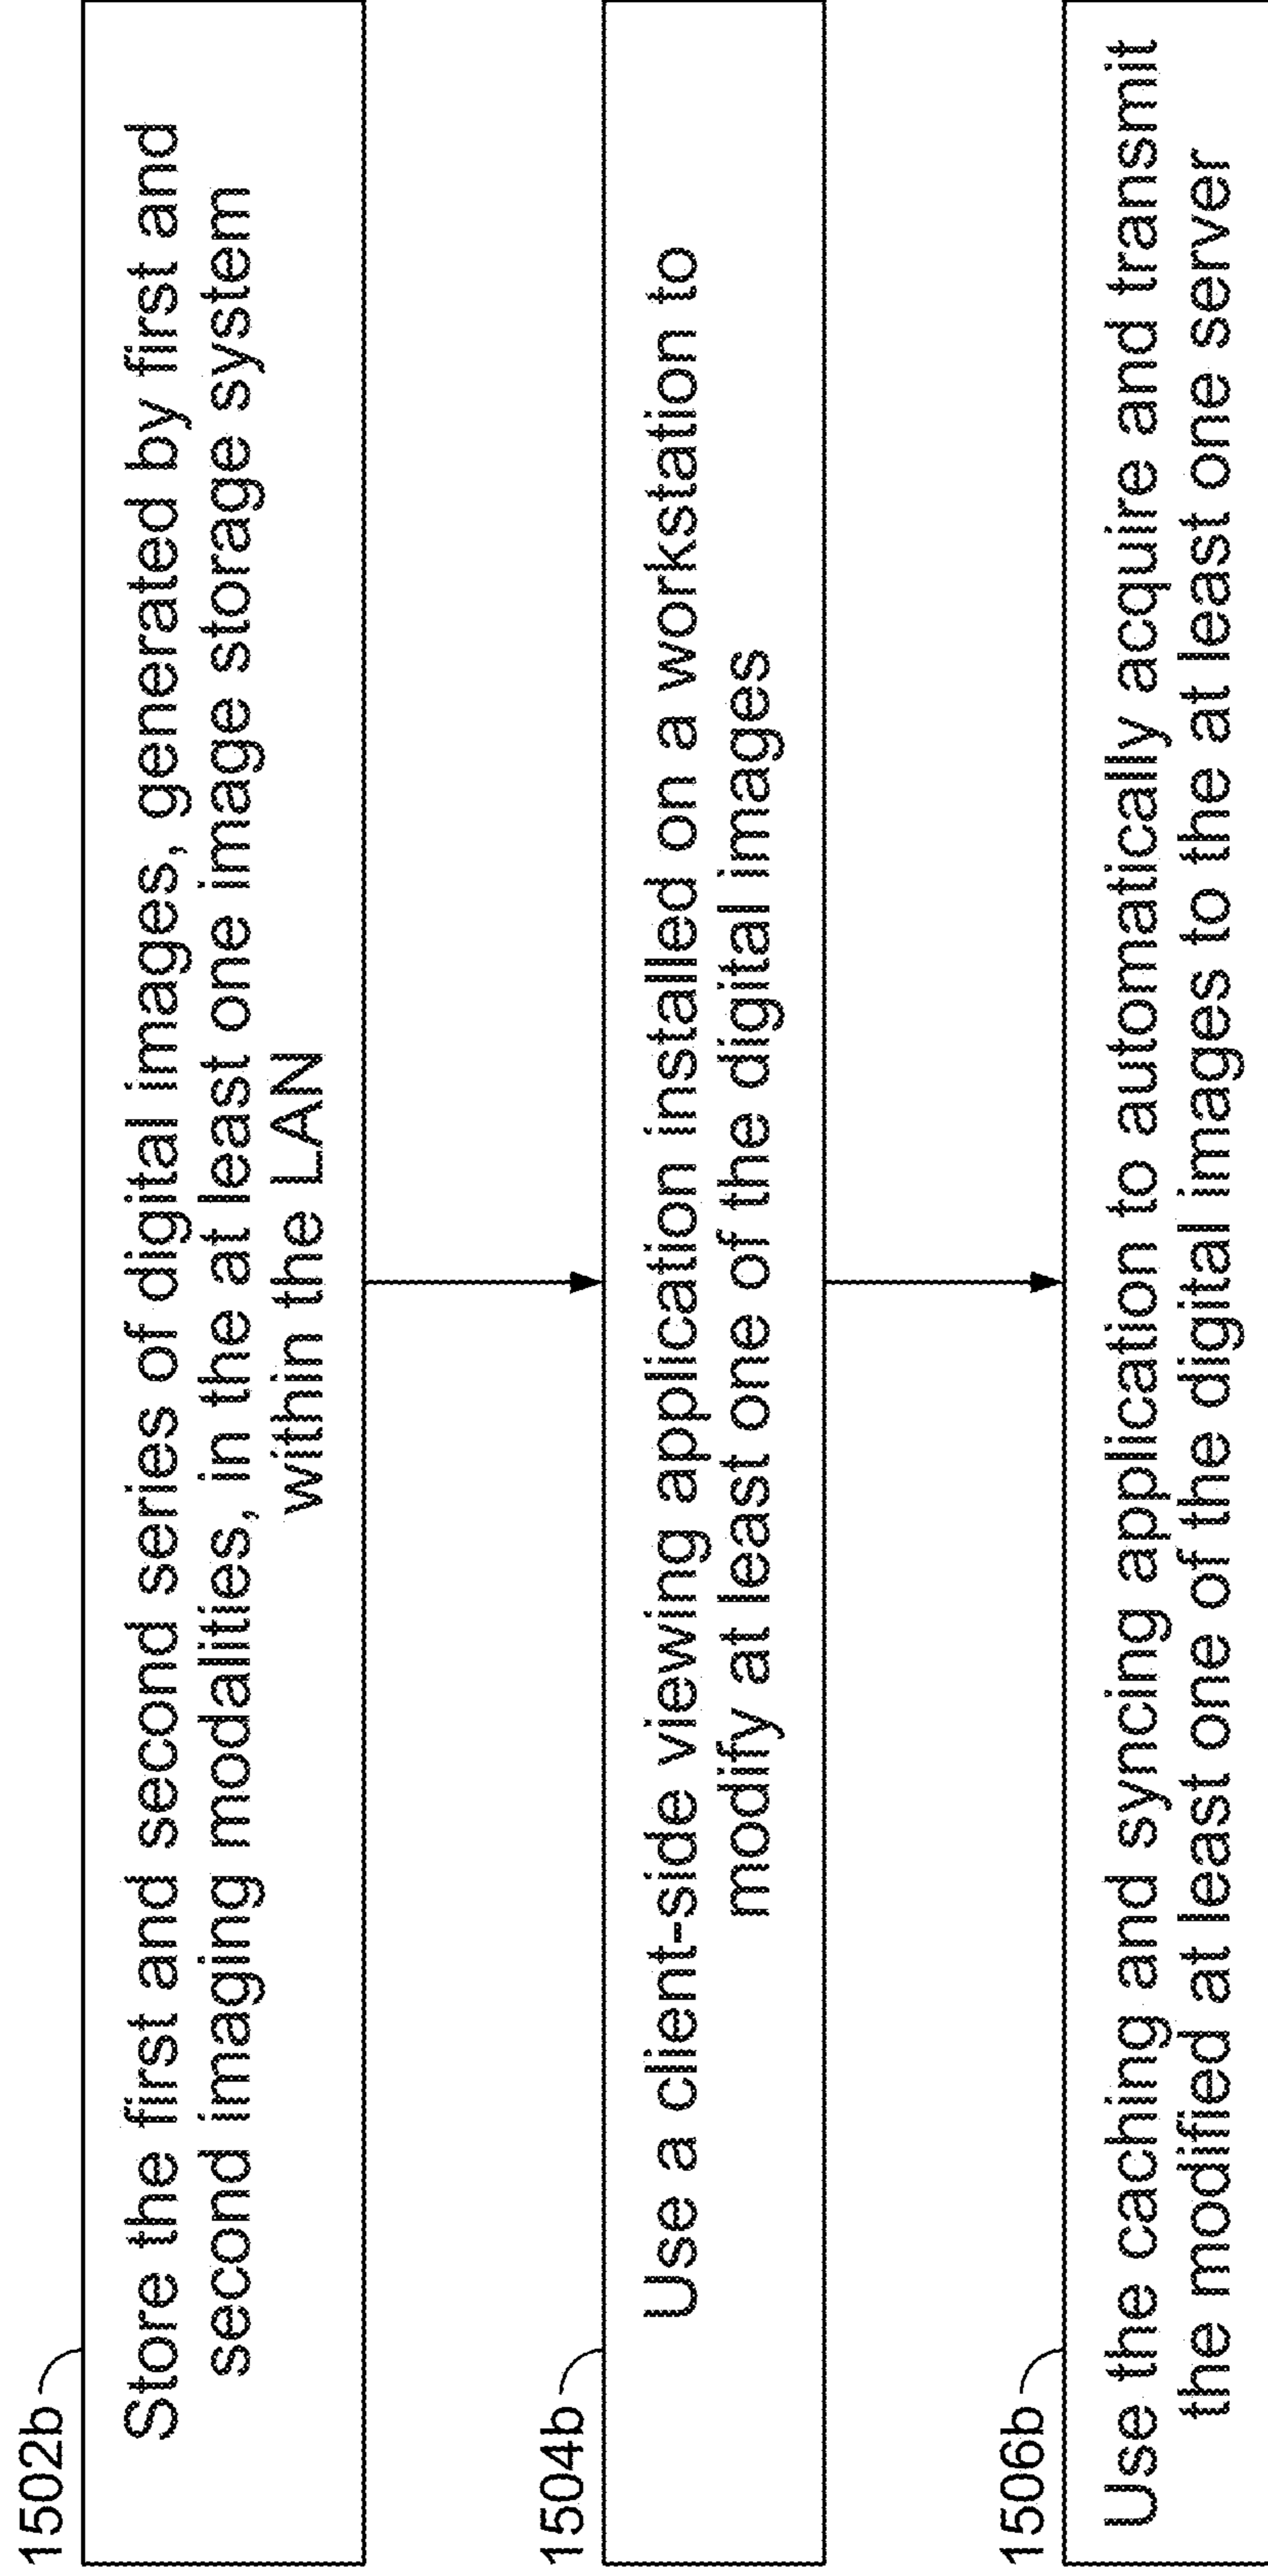 1502b
Store the first and second series of digital images, generated by first and
second imaging modalities, in the at least one image storage system
within the LAN
1504b
Use a client-side viewing application installed on a workstation to
modify at least one of the digital images
1506b
Use the caching and syncing application to automatically acquire and transmit
the modified at least one of the digital images to the at least one server